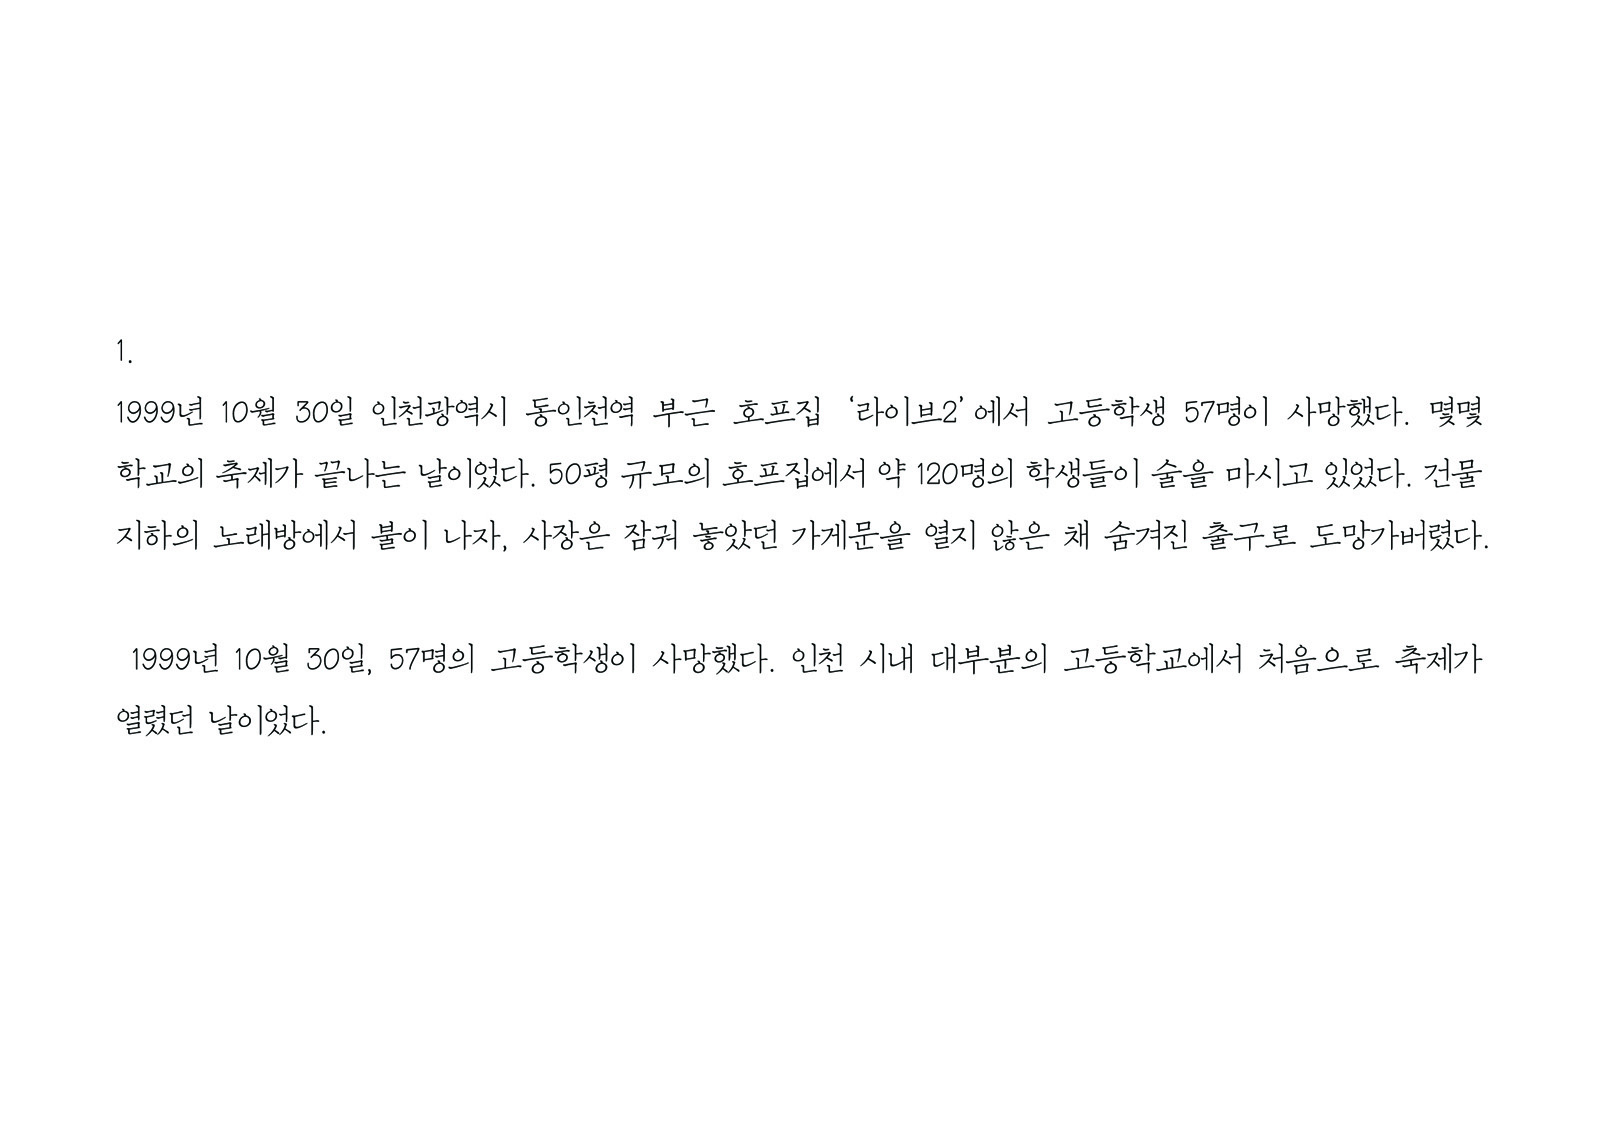 1.
1999년 10월 30일 인천광역시 동인천역 부근 호프집 ‘라이브2’에서 고등학생 57명이 사망했다. 몇몇
학교의 축제가 끝나는 날이었다. 50평 규모의 호프집에서 약 120명의 학생들이 술을 마시고 있었다. 건물
지하의 노래방에서 불이 나자, 사장은 잠궈 놓았던 가게문을 열지 않은 채 숨겨진 출구로 도망가버렸다.
1999년 10월 30일, 57명의 고등학생이 사망했다. 인천 시내 대부분의 고등학교에서 처음으로 축제가
열렸던 날이었다.